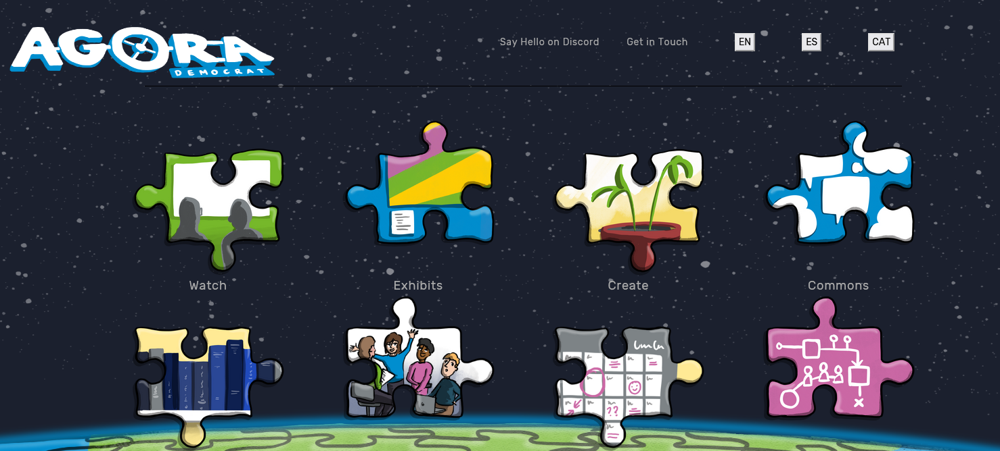 AGORA
DEMOCRAT
Say Hello on Discord
Get in Touch
EN
ES
CAT
Watch
Exhibits
Create
Commons
??